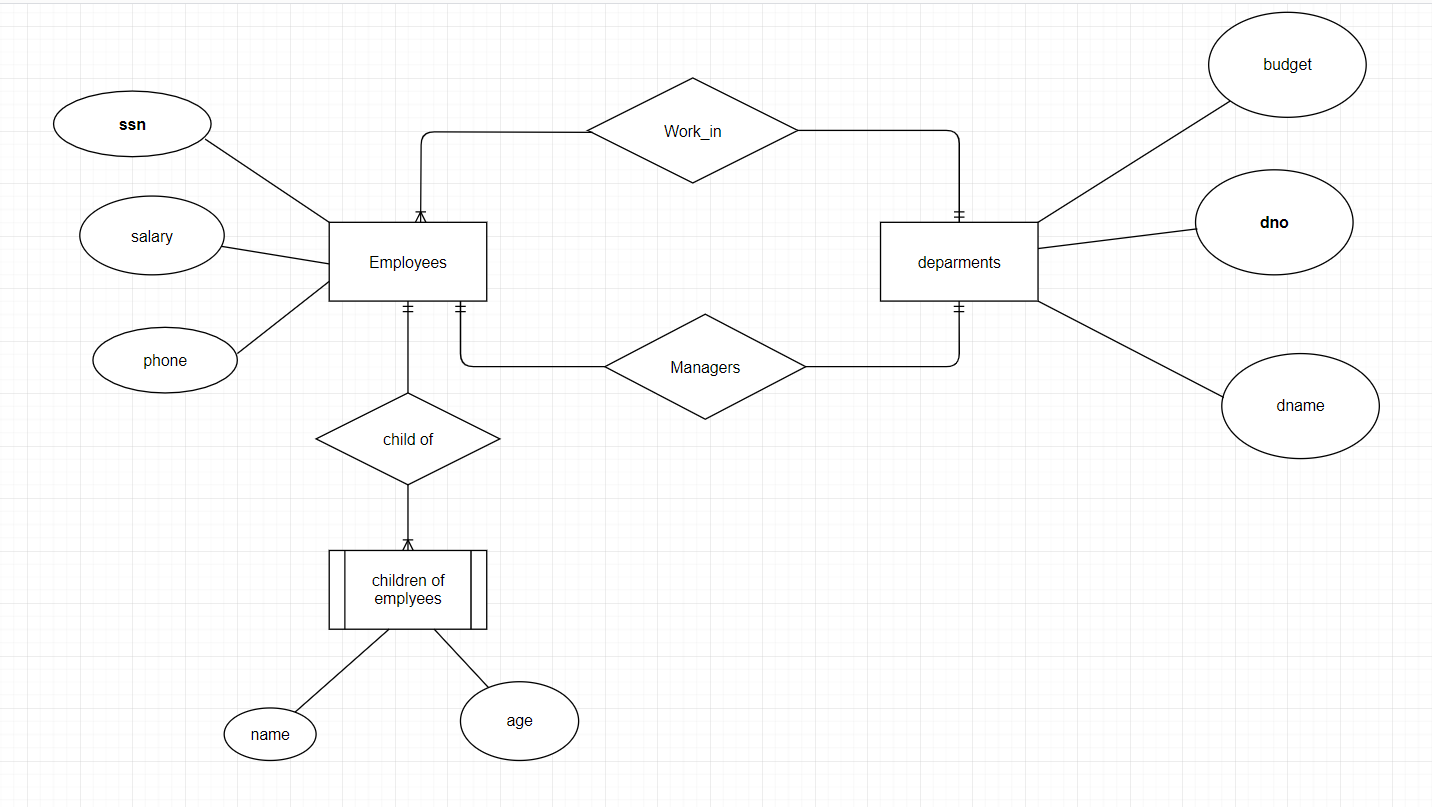 budget
ssn
Work_in
dno
salary
Employees
deparments
phone
Managers
dname
child of
children of
emplyees
name
age